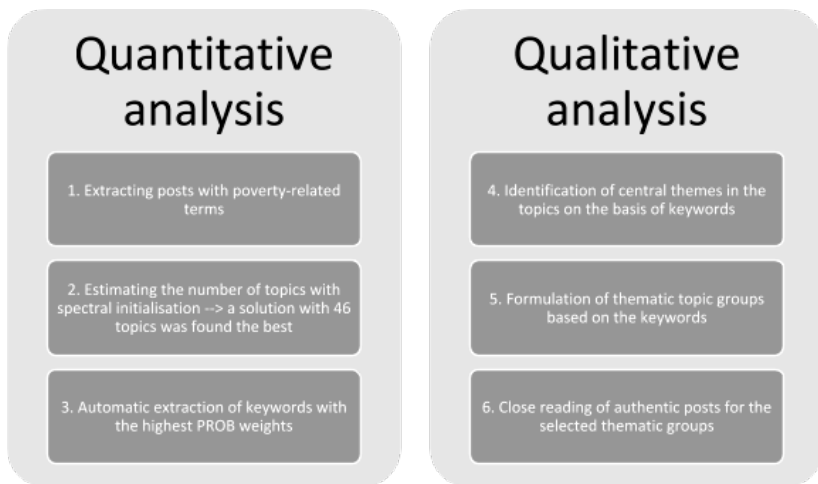 Quantitative
analysis
1. Extracting posts with poverty-related
terms
2. Estimating the number of topics with
spectral initialisation --> a solution with 46
topics was found the best
3. Automatic extraction of keywords with
the highest PROB weights
Qualitative
analysis
4. Identification of central themes in the
topics on the basis of keywords
5. Formulation of thematic topic groups
based on the keywords
6. Close reading of authentic posts for the
selected thematic groups